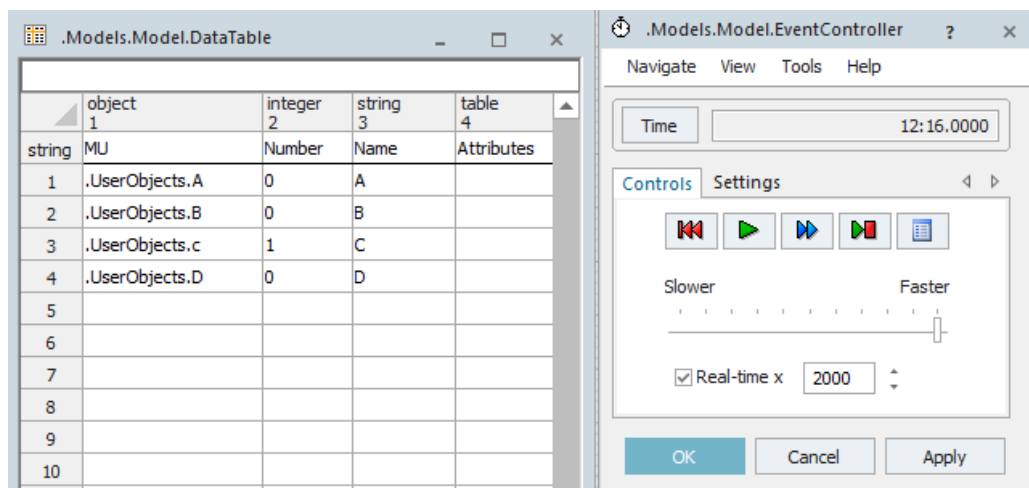 .Models.Model.DataTable
object integer string table
1 2 3 4
string MU Number Name Attributes
1 .UserObjects.A 0 A
2 .UserObjects.B 0 B
3 .UserObjects.c 1 C
4 .UserObjects.D 0 D
5
6
7
8
9
10
.Models.Model.EventController ?
Navigate View Tools Help
Time 12:16.0000
Controls Settings
Slower Faster
Real-time x 2000
OK Cancel Apply